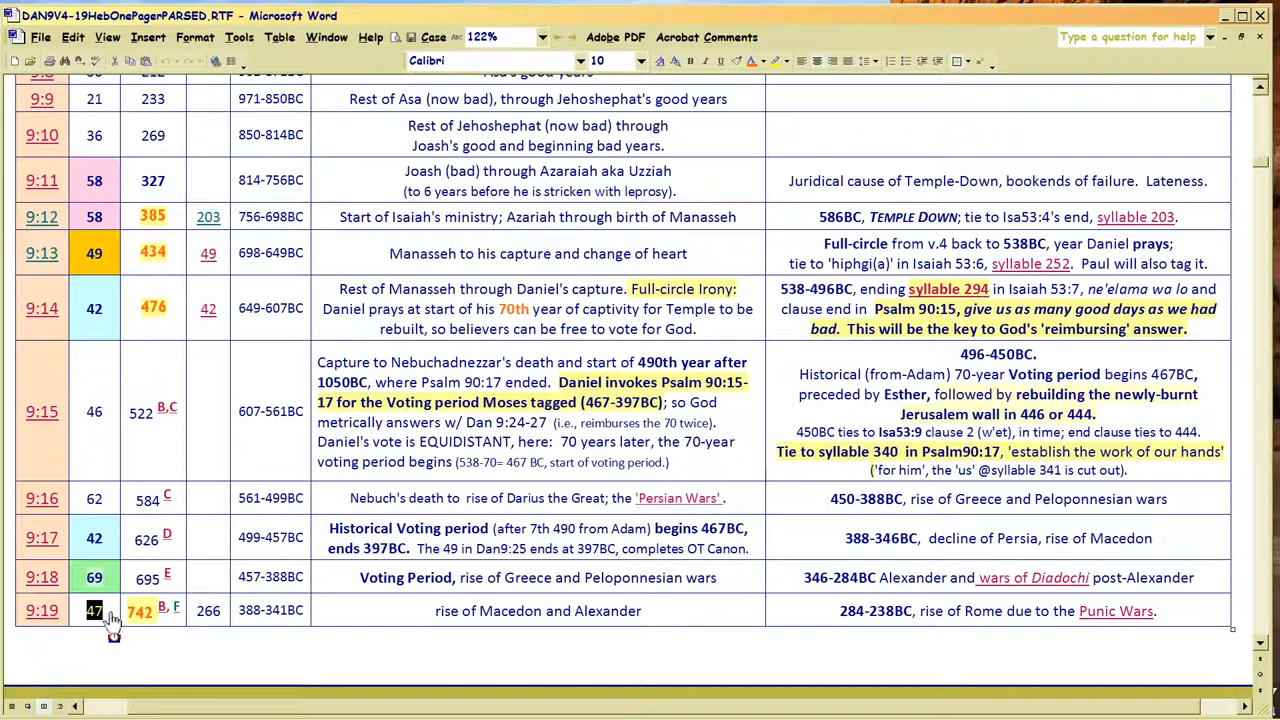 DAN9V4-19HebOnePagerPARSED.RTF - Microsoft Word
File Edit View Insert Format Tools Table Window Help Case 122% Adobe PDF Acrobat Comments Type a question for help
Calibri 10
9:9 21 233 971-850BC Rest of Asa (now bad), through Jehoshephat's good years
9:10 36 269 850-814BC Rest of Jehoshephat (now bad) through
Joash's good and beginning bad years.
9:11 58 327 814-756BC Joash (bad) through Azaraiah aka Uzziah
(to 6 years before he is stricken with leprosy).
Juridical cause of Temple-Down, bookends of failure. Lateness.
9:12 58 385 203 756-698BC Start of Isaiah's ministry; Azariah through birth of Manasseh
586BC, TEMPLE DOWN; tie to Isa53:4's end, syllable 203.
9:13 49 434 49 698-649BC Manasseh to his capture and change of heart
Full-circle from v.4 back to 538BC, year Daniel prays;
tie to 'hiphgi(a)' in Isaiah 53:6, syllable 252. Paul will also tag it.
9:14 42 476 42 649-607BC Rest of Manasseh through Daniel's capture. Full-circle Irony:
Daniel prays at start of his 70th year of captivity for Temple to be
rebuilt, so believers can be free to vote for God.
538-496BC, ending syllable 294 in Isaiah 53:7, ne'elama wa lo and
clause end in Psalm 90:15, give us as many good days as we had
bad. This will be the key to God's 'reimbursing' answer.
9:15 46 522 B,C 607-561BC Capture to Nebuchadnezzar's death and start of 490th year after
1050BC, where Psalm 90:17 ended. Daniel invokes Psalm 90:15-
17 for the Voting period Moses tagged (467-397BC); so God
metrically answers w/ Dan 9:24-27 (i.e., reimburses the 70 twice).
Daniel's vote is EQUIDISTANT, here: 70 years later, the 70-year
voting period begins (538-70= 467 BC, start of voting period.)
496-450BC.
Historical (from-Adam) 70-year Voting period begins 467BC,
preceded by Esther, followed by rebuilding the newly-burnt
Jerusalem wall in 446 or 444.
450BC ties to Isa53:9 clause 2 (w'et), in time; end clause ties to 444.
Tie to syllable 340 in Psalm90:17, 'establish the work of our hands'
('for him', the 'us' @syllable 341 is cut out).
9:16 62 584 C 561-499BC Nebuch's death to rise of Darius the Great; the 'Persian Wars'.
450-388BC, rise of Greece and Peloponnesian wars
9:17 42 626 D 499-457BC Historical Voting period (after 7th 490 from Adam) begins 467BC,
ends 397BC. The 49 in Dan9:25 ends at 397BC, completes OT Canon.
388-346BC, decline of Persia, rise of Macedon
9:18 69 695 E 457-388BC Voting Period, rise of Greece and Peloponnesian wars
346-284BC Alexander and wars of Diadochi post-Alexander
9:19 47 742 B, F 266 388-341BC rise of Macedon and Alexander
284-238BC, rise of Rome due to the Punic Wars.